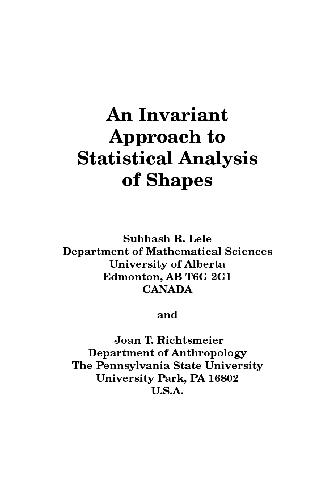 An Invariant
Approach to
Statistical Analysis
of Shapes
Subhash R. Lele
Department of Mathematical Sciences
University of Alberta
Edmonton, AB T6G 2G1
CANADA
and
Joan T. Richtsmeier
Department of Anthropology
The Pennsylvania State University
University Park, PA 16802
U.S.A.